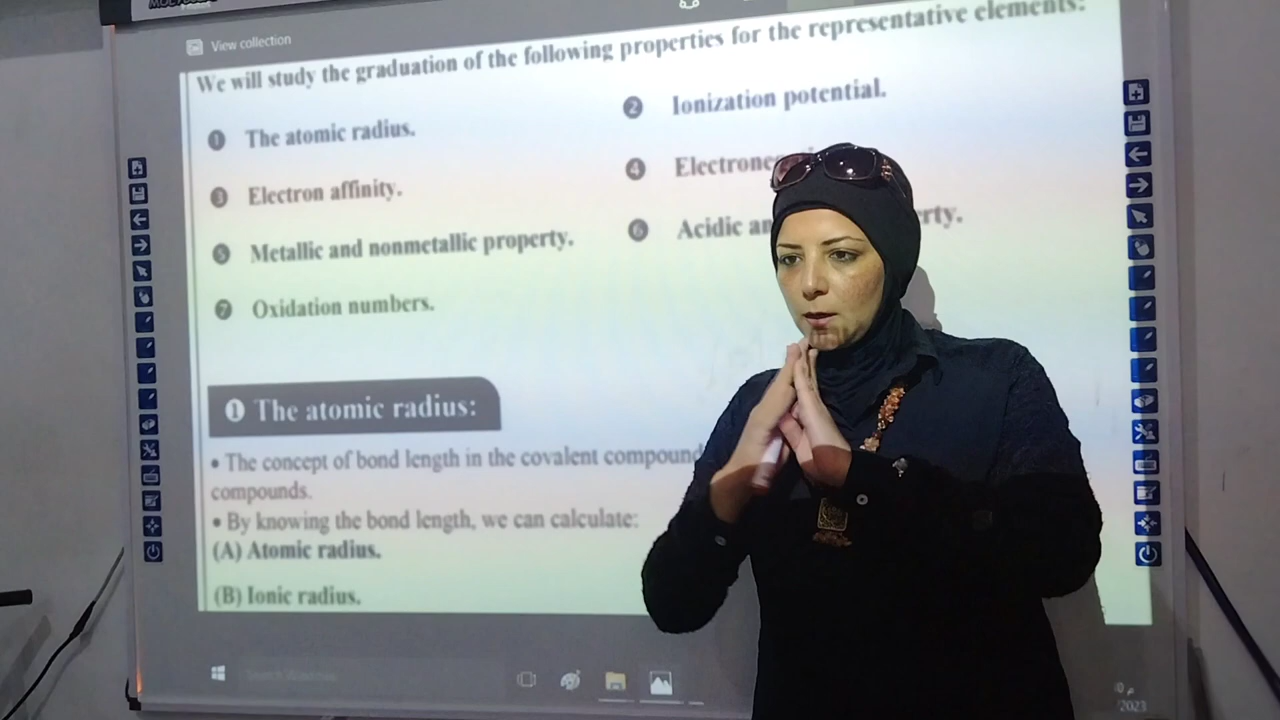 View collection
We will study the graduation of the following properties for the representative elements:
❶ The atomic radius.
❷ Ionization potential.
❸ Electron affinity.
❹
❺ Metallic and nonmetallic property.
❻ Acidic
❼ Oxidation numbers.
❶ The atomic radius:
• The concept of bond length in the covalent compound
compounds.
• By knowing the bond length, we can calculate:
(A) Atomic radius.
(B) Ionic radius.
2023